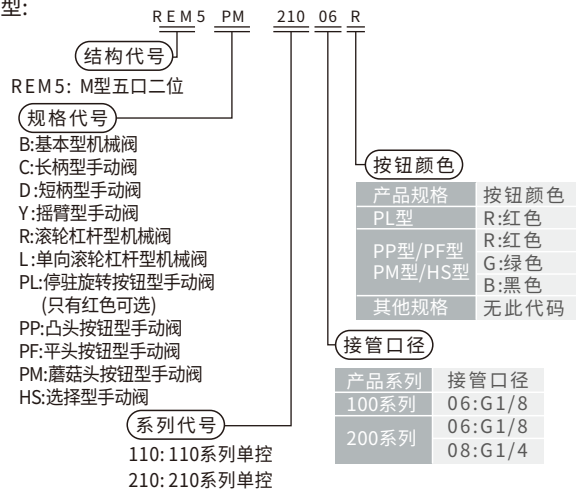 型:
REM5 PM 210 06 R
结构代号
REM5: M型五口二位
规格代号
B:基本型机械阀
C:长柄型手动阀
D:短柄型手动阀
Y:摇臂型手动阀
R:滚轮杠杆型机械阀
L:单向滚轮杠杆型机械阀
PL:停驻旋转按钮型手动阀
(只有红色可选)
PP:凸头按钮型手动阀
PF:平头按钮型手动阀
PM:蘑菇头按钮型手动阀
HS:选择型手动阀
系列代号
110: 110系列单控
210: 210系列单控
按钮颜色
产品规格 按钮颜色
PL型 R:红色
PP型/PF型
PM型/HS型
R:红色
G:绿色
B:黑色
其他规格 无此代码
接管口径
产品系列 接管口径
100系列 06:G1/8
200系列 06:G1/8
08:G1/4